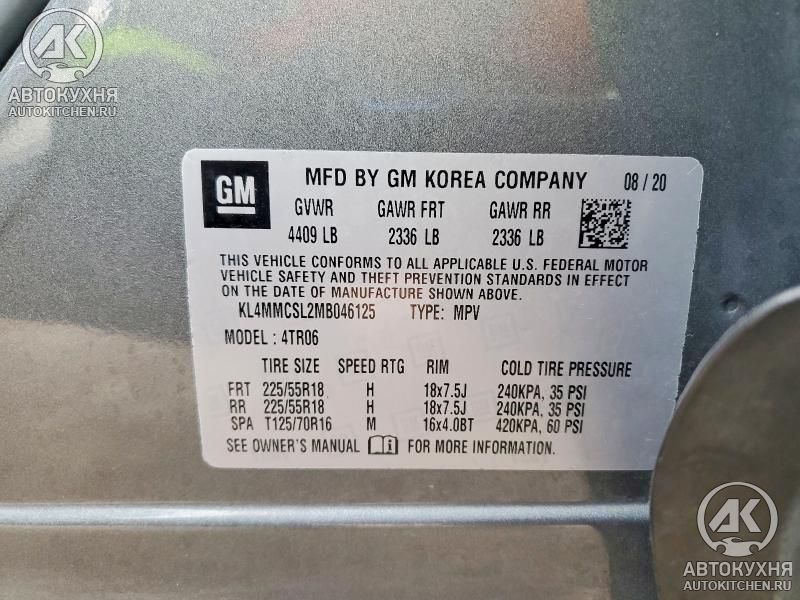 АК
АВТОКУХНЯ
AUTOKITCHEN.RU
GM
MFD BY GM KOREA COMPANY 08 / 20
GVWR GAWR FRT GAWR RR
4409 LB 2336 LB 2336 LB
THIS VEHICLE CONFORMS TO ALL APPLICABLE U.S. FEDERAL MOTOR
VEHICLE SAFETY AND THEFT PREVENTION STANDARDS IN EFFECT
ON THE DATE OF MANUFACTURE SHOWN ABOVE.
KL4MMCSL2MB046125 TYPE: MPV
MODEL : 4TR06
TIRE SIZE SPEED RTG RIM COLD TIRE PRESSURE
FRT 225/55R18 H 18x7.5J 240KPA, 35 PSI
RR 225/55R18 H 18x7.5J 240KPA, 35 PSI
SPA T125/70R16 M 16x4.0BT 420KPA, 60 PSI
SEE OWNER'S MANUAL FOR MORE INFORMATION.
АК
АВТОКУХНЯ
AUTOKITCHEN.RU